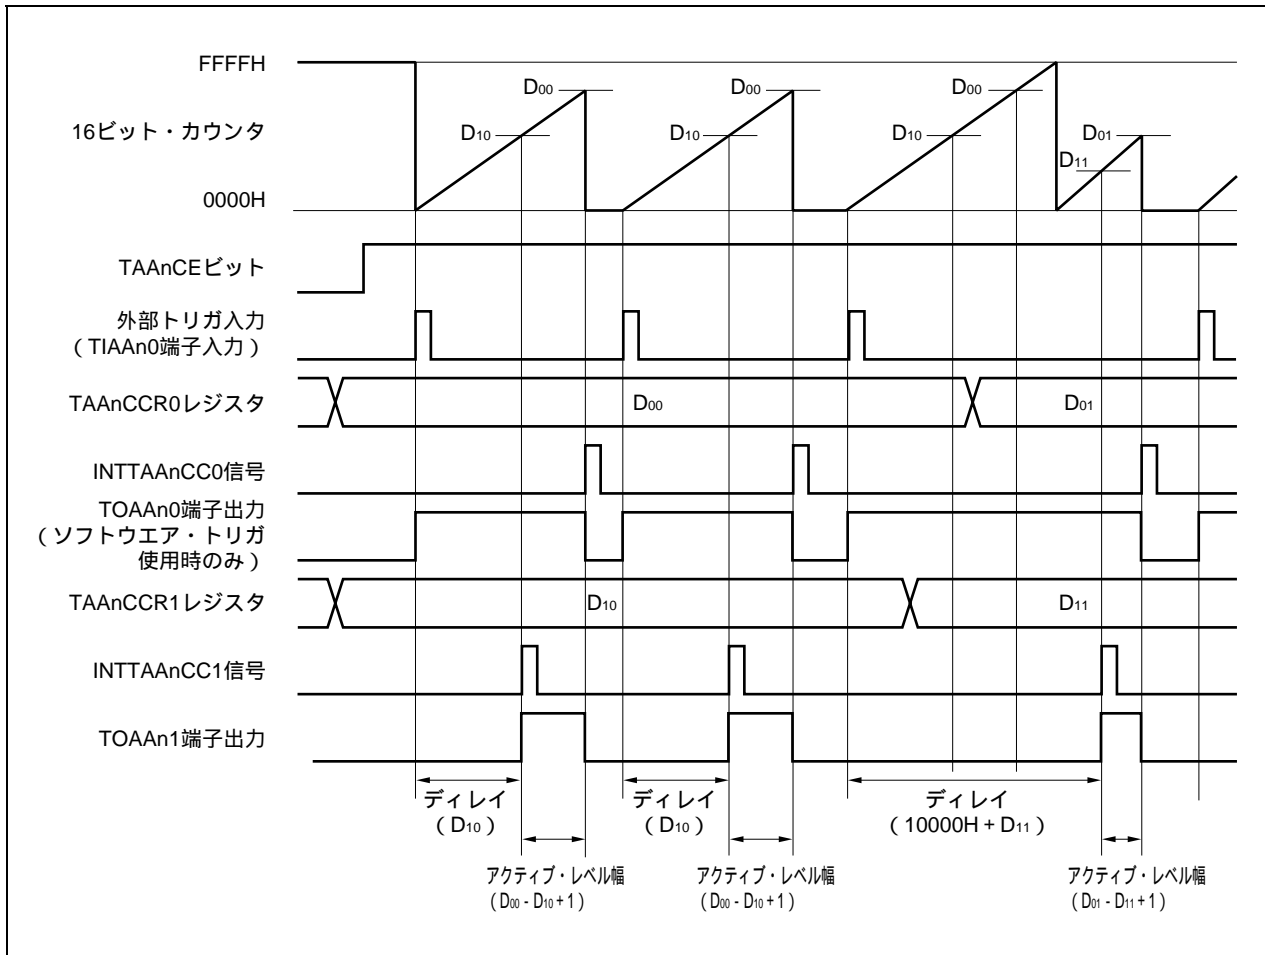 FFFFH
16ビット・カウンタ
0000H
D00
D10
D00
D10
D00
D10
D01
D11
TAAnCEビット
外部トリガ入力
（TIAAn0端子入力）
TAAnCCR0レジスタ
D00
D01
INTTAAnCC0信号
TOAAn0端子出力
（ソフトウエア・トリガ
使用時のみ）
TAAnCCR1レジスタ
D10
D11
INTTAAnCC1信号
TOAAn1端子出力
ディレイ
（D10）
ディレイ
（D10）
ディレイ
（10000H + D11）
アクティブ・レベル幅
（D00 - D10 + 1）
アクティブ・レベル幅
（D00 - D10 + 1）
アクティブ・レベル幅
（D01 - D11 + 1）